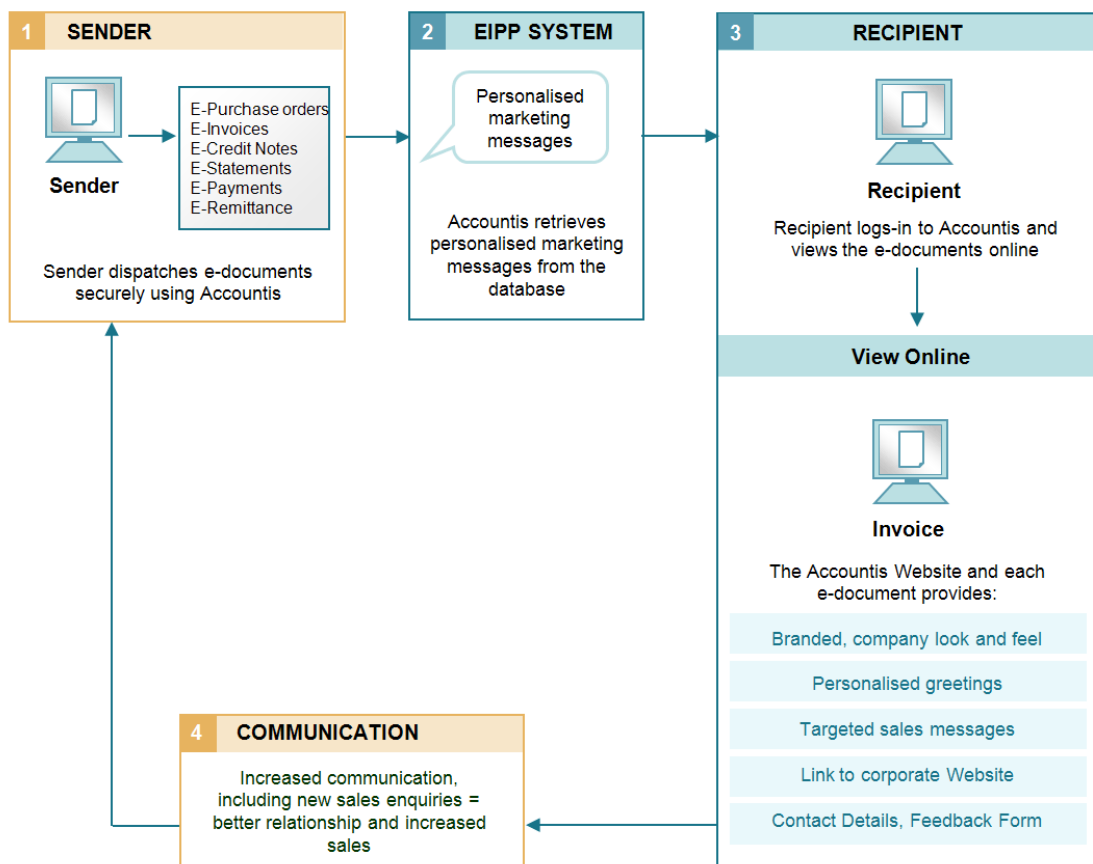 1 SENDER
Sender
E-Purchase orders
E-Invoices
E-Credit Notes
E-Statements
E-Payments
E-Remittance
Sender dispatches e-documents
securely using Accountis
2 EIPP SYSTEM
Personalised
marketing
messages
Accountis retrieves
personalised marketing
messages from the
database
3 RECIPIENT
Recipient
Recipient logs-in to Accountis and
views the e-documents online
View Online
Invoice
The Accountis Website and each
e-document provides:
Branded, company look and feel
Personalised greetings
Targeted sales messages
Link to corporate Website
Contact Details, Feedback Form
4 COMMUNICATION
Increased communication,
including new sales enquiries =
better relationship and increased
sales